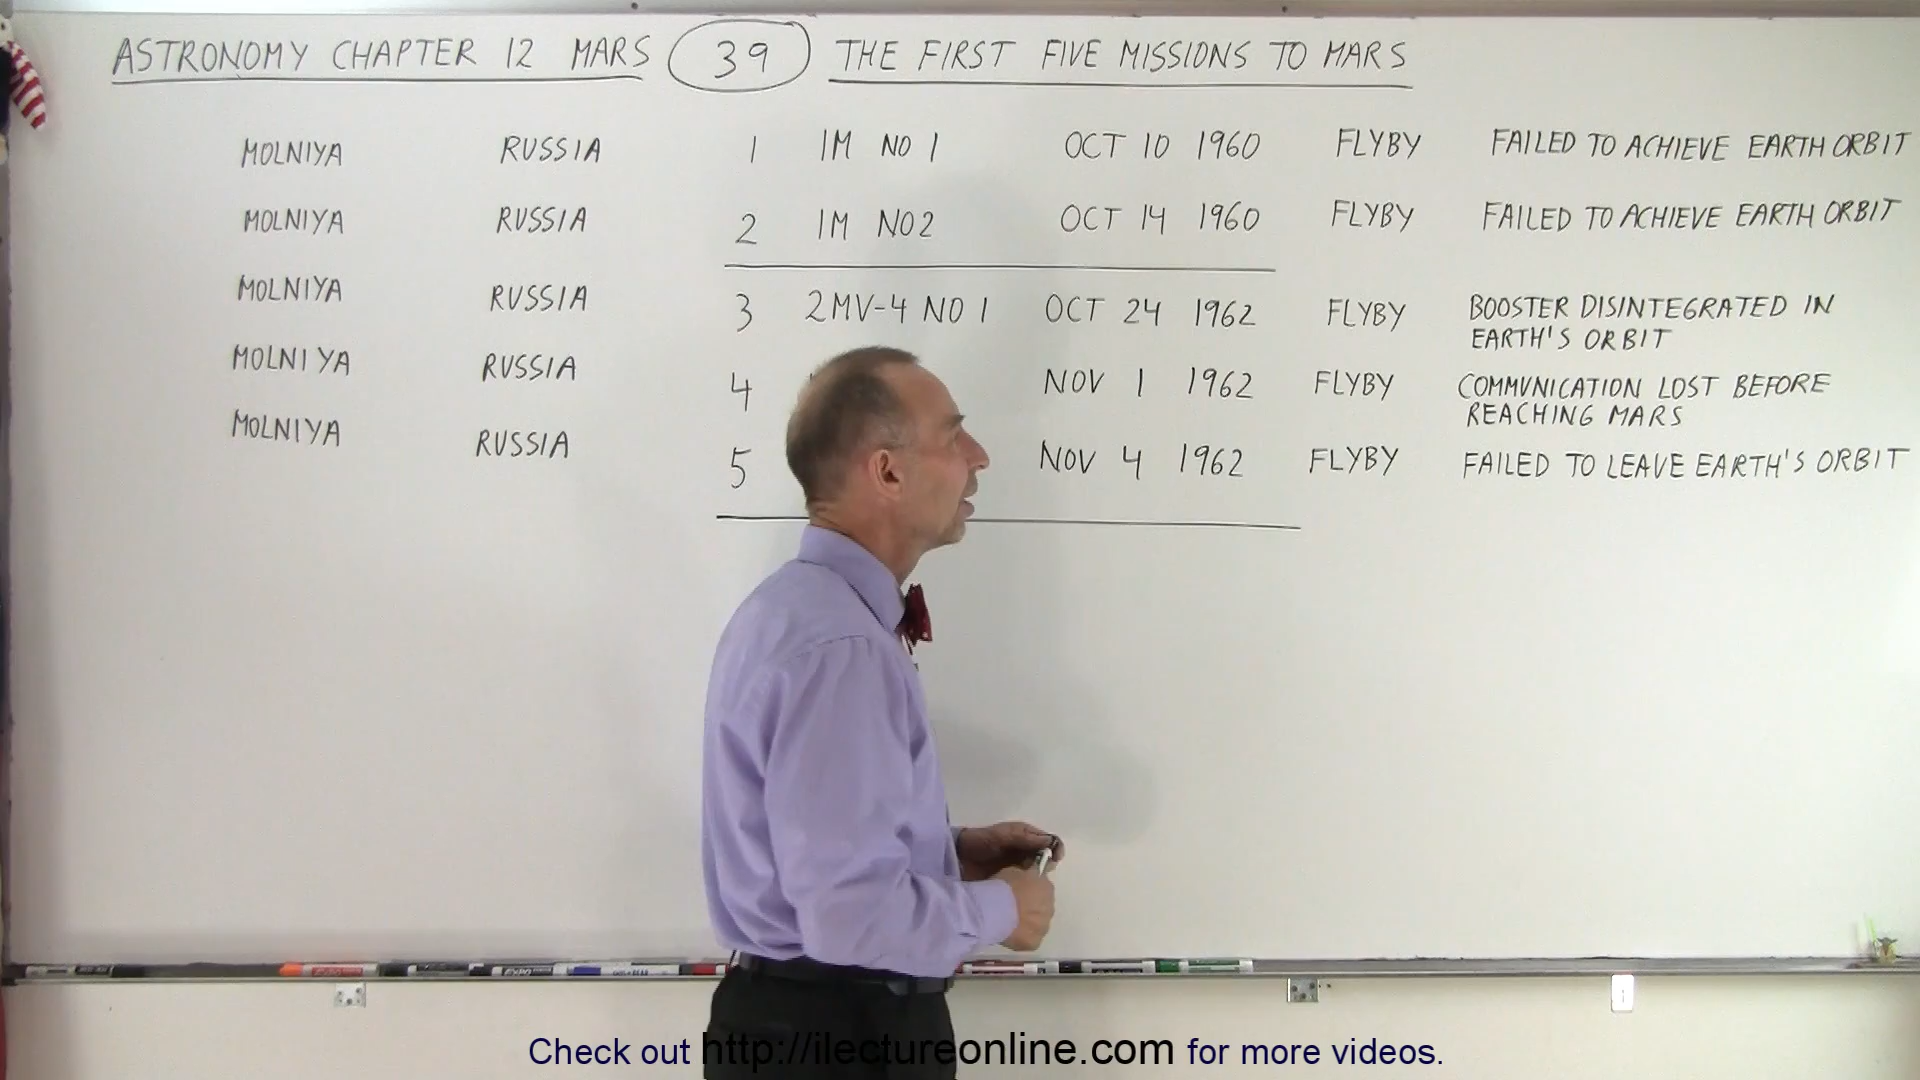 ASTRONOMY CHAPTER 12 MARS 39 THE FIRST FIVE MISSIONS TO MARS
MOLNIYA RUSSIA 1 1M NO 1 OCT 10 1960 FLYBY FAILED TO ACHIEVE EARTH ORBIT
MOLNIYA RUSSIA 2 1M NO2 OCT 14 1960 FLYBY FAILED TO ACHIEVE EARTH ORBIT
MOLNIYA RUSSIA 3 2MV-4 NO 1 OCT 24 1962 FLYBY BOOSTER DISINTEGRATED IN
EARTH'S ORBIT
MOLNIYA RUSSIA 4 NOV 1 1962 FLYBY COMMUNICATION LOST BEFORE
REACHING MARS
MOLNIYA RUSSIA 5 NOV 4 1962 FLYBY FAILED TO LEAVE EARTH'S ORBIT
Check out http://ilectureonline.com for more videos.